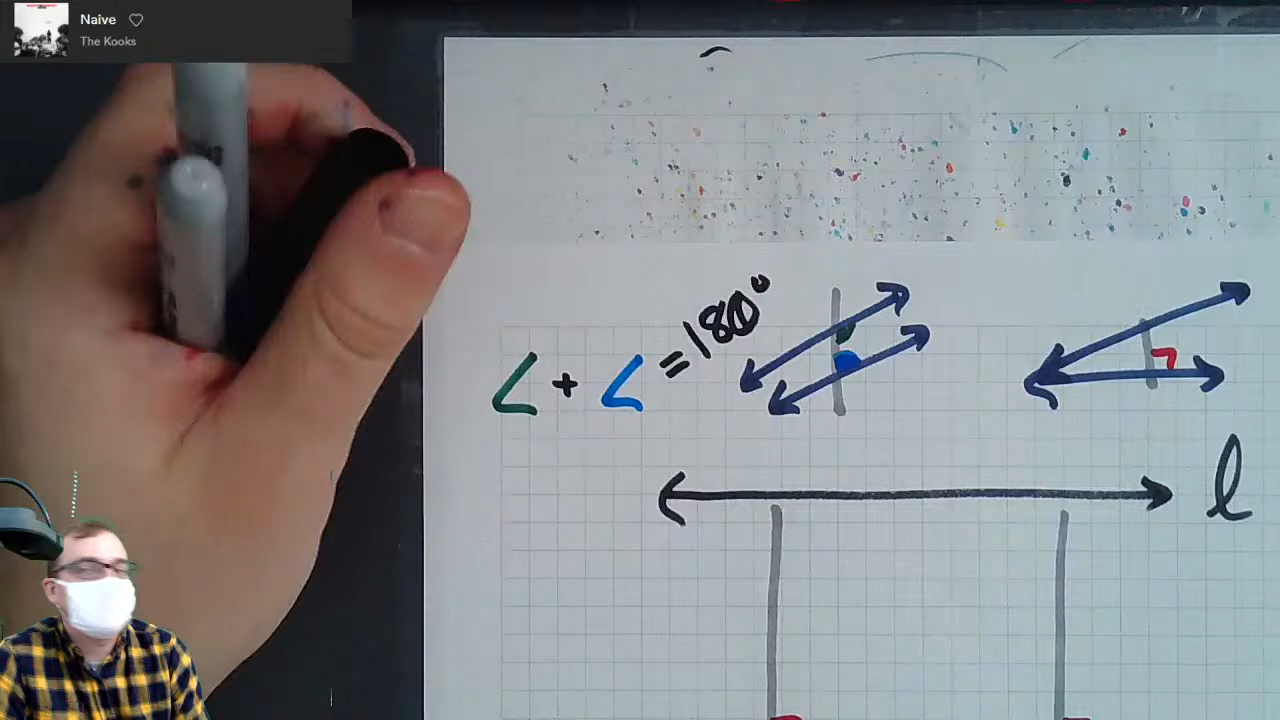 Naive
The Kooks
∠ + ∠ = 180°
l